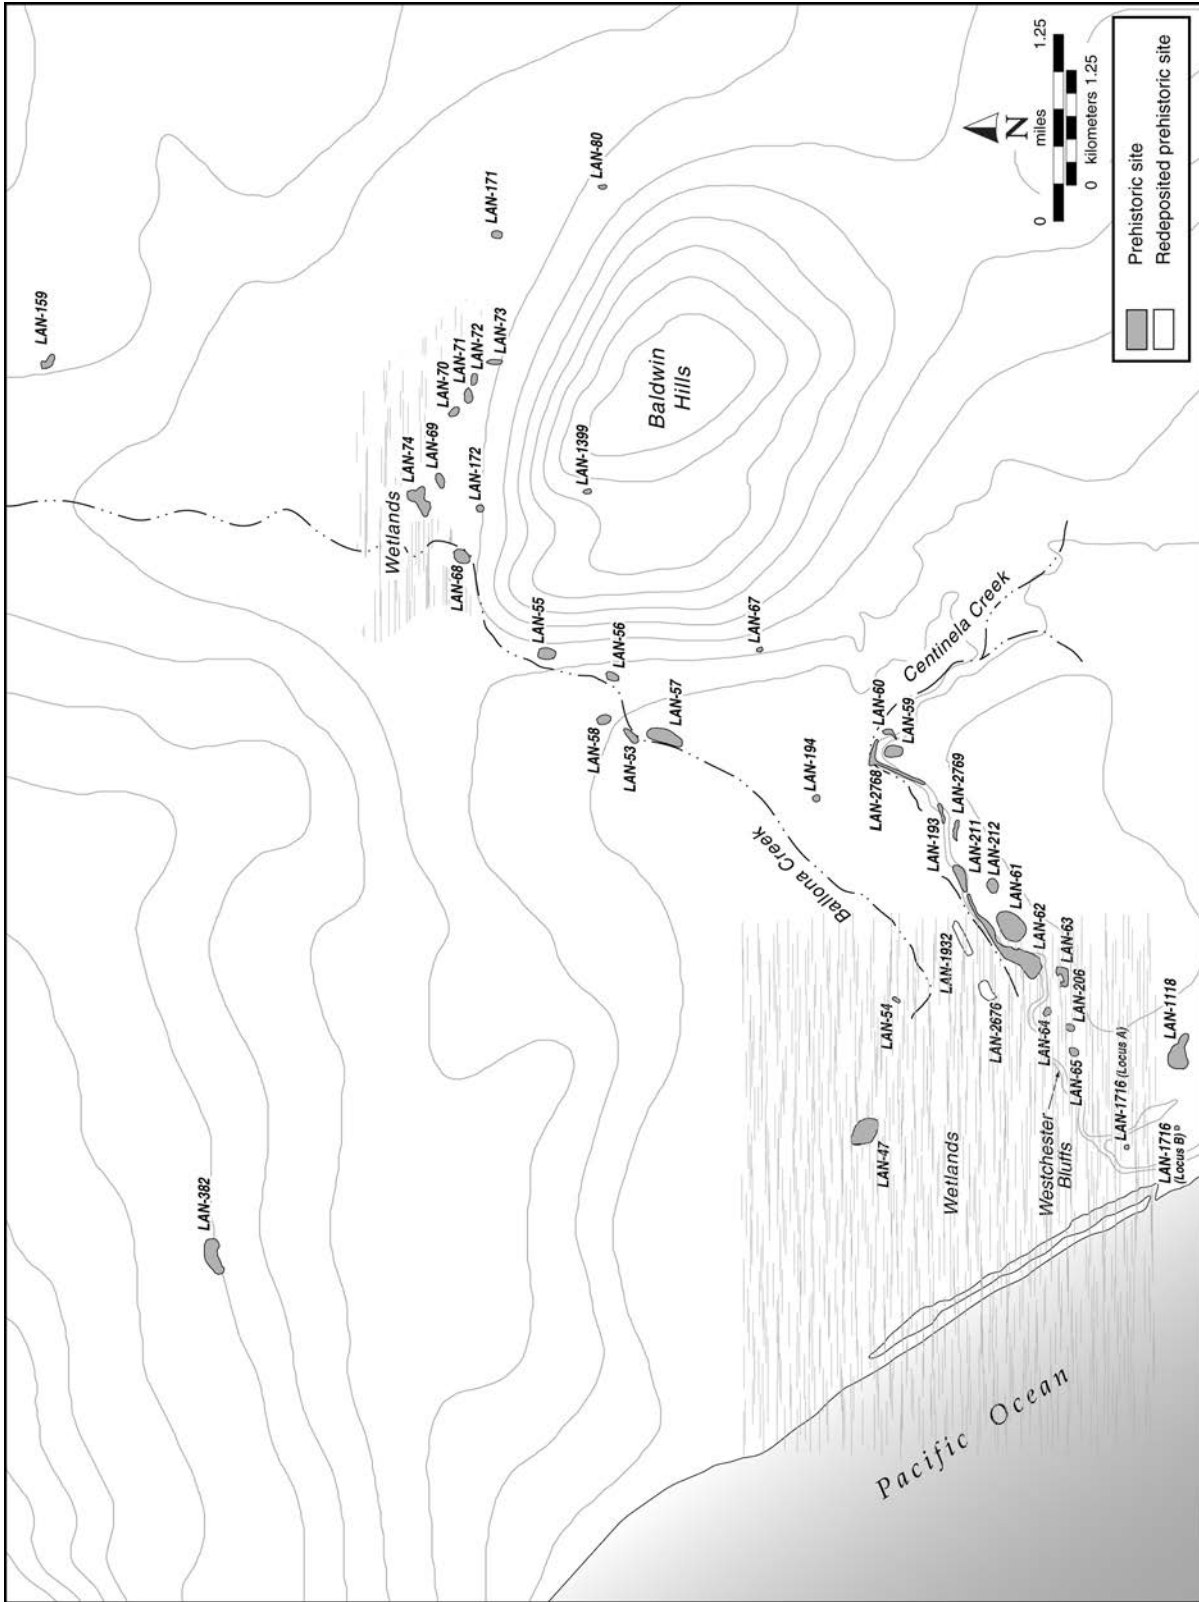 LAN-159
LAN-171
LAN-80
LAN-70
LAN-71
LAN-72
LAN-73
LAN-74
LAN-69
LAN-172
Wetlands
LAN-68
LAN-1399
Baldwin
Hills
LAN-55
LAN-56
LAN-67
LAN-58
LAN-53
LAN-57
LAN-382
Centinela Creek
LAN-60
LAN-59
LAN-194
LAN-2768
LAN-2769
LAN-193
LAN-211
LAN-212
LAN-61
LAN-62
LAN-63
LAN-206
Ballona Creek
LAN-1932
LAN-2676
LAN-54
LAN-64
LAN-65
LAN-47
Wetlands
Westchester
Bluffs
LAN-1118
LAN-1716 (Locus A)
LAN-1716
(Locus B)
Pacific Ocean
N
miles
0 1.25
kilometers
0 1.25
Prehistoric site
Redeposited prehistoric site